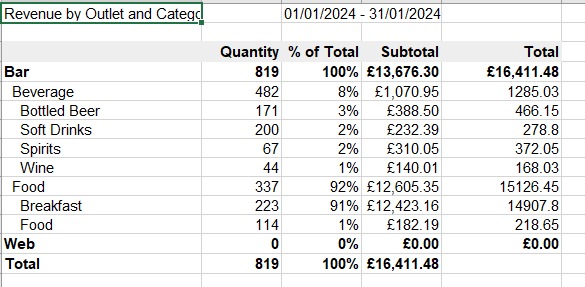 Revenue by Outlet and Catego 01/01/2024 - 31/01/2024
Quantity % of Total Subtotal Total
Bar 819 100% £13,676.30 £16,411.48
Beverage 482 8% £1,070.95 1285.03
Bottled Beer 171 3% £388.50 466.15
Soft Drinks 200 2% £232.39 278.8
Spirits 67 2% £310.05 372.05
Wine 44 1% £140.01 168.03
Food 337 92% £12,605.35 15126.45
Breakfast 223 91% £12,423.16 14907.8
Food 114 1% £182.19 218.65
Web 0 0% £0.00 £0.00
Total 819 100% £16,411.48